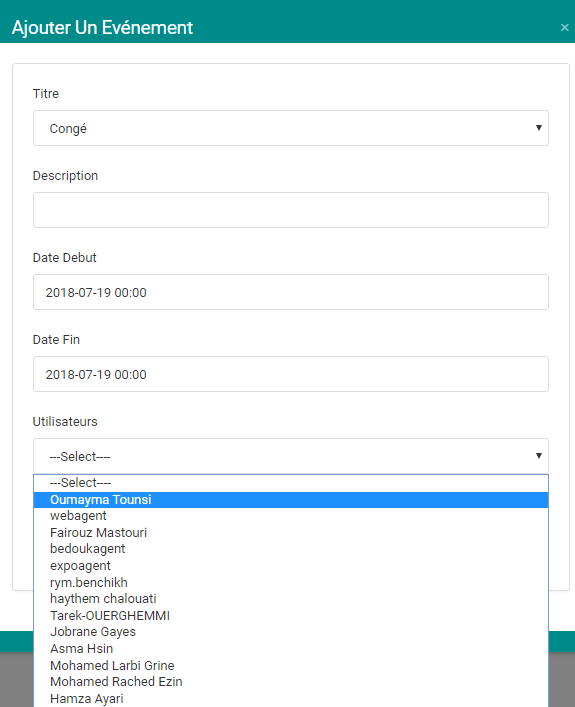 Ajouter Un Evénement
×
Titre
Congé
Description
Date Debut
2018-07-19 00:00
Date Fin
2018-07-19 00:00
Utilisateurs
---Select----
---Select----
Oumayma Tounsi
webagent
Fairouz Mastouri
bedoukagent
expoagent
rym.benchikh
haythem chalouati
Tarek-OUERGHEMMI
Jobrane Gayes
Asma Hsin
Mohamed Larbi Grine
Mohamed Rached Ezin
Hamza Ayari